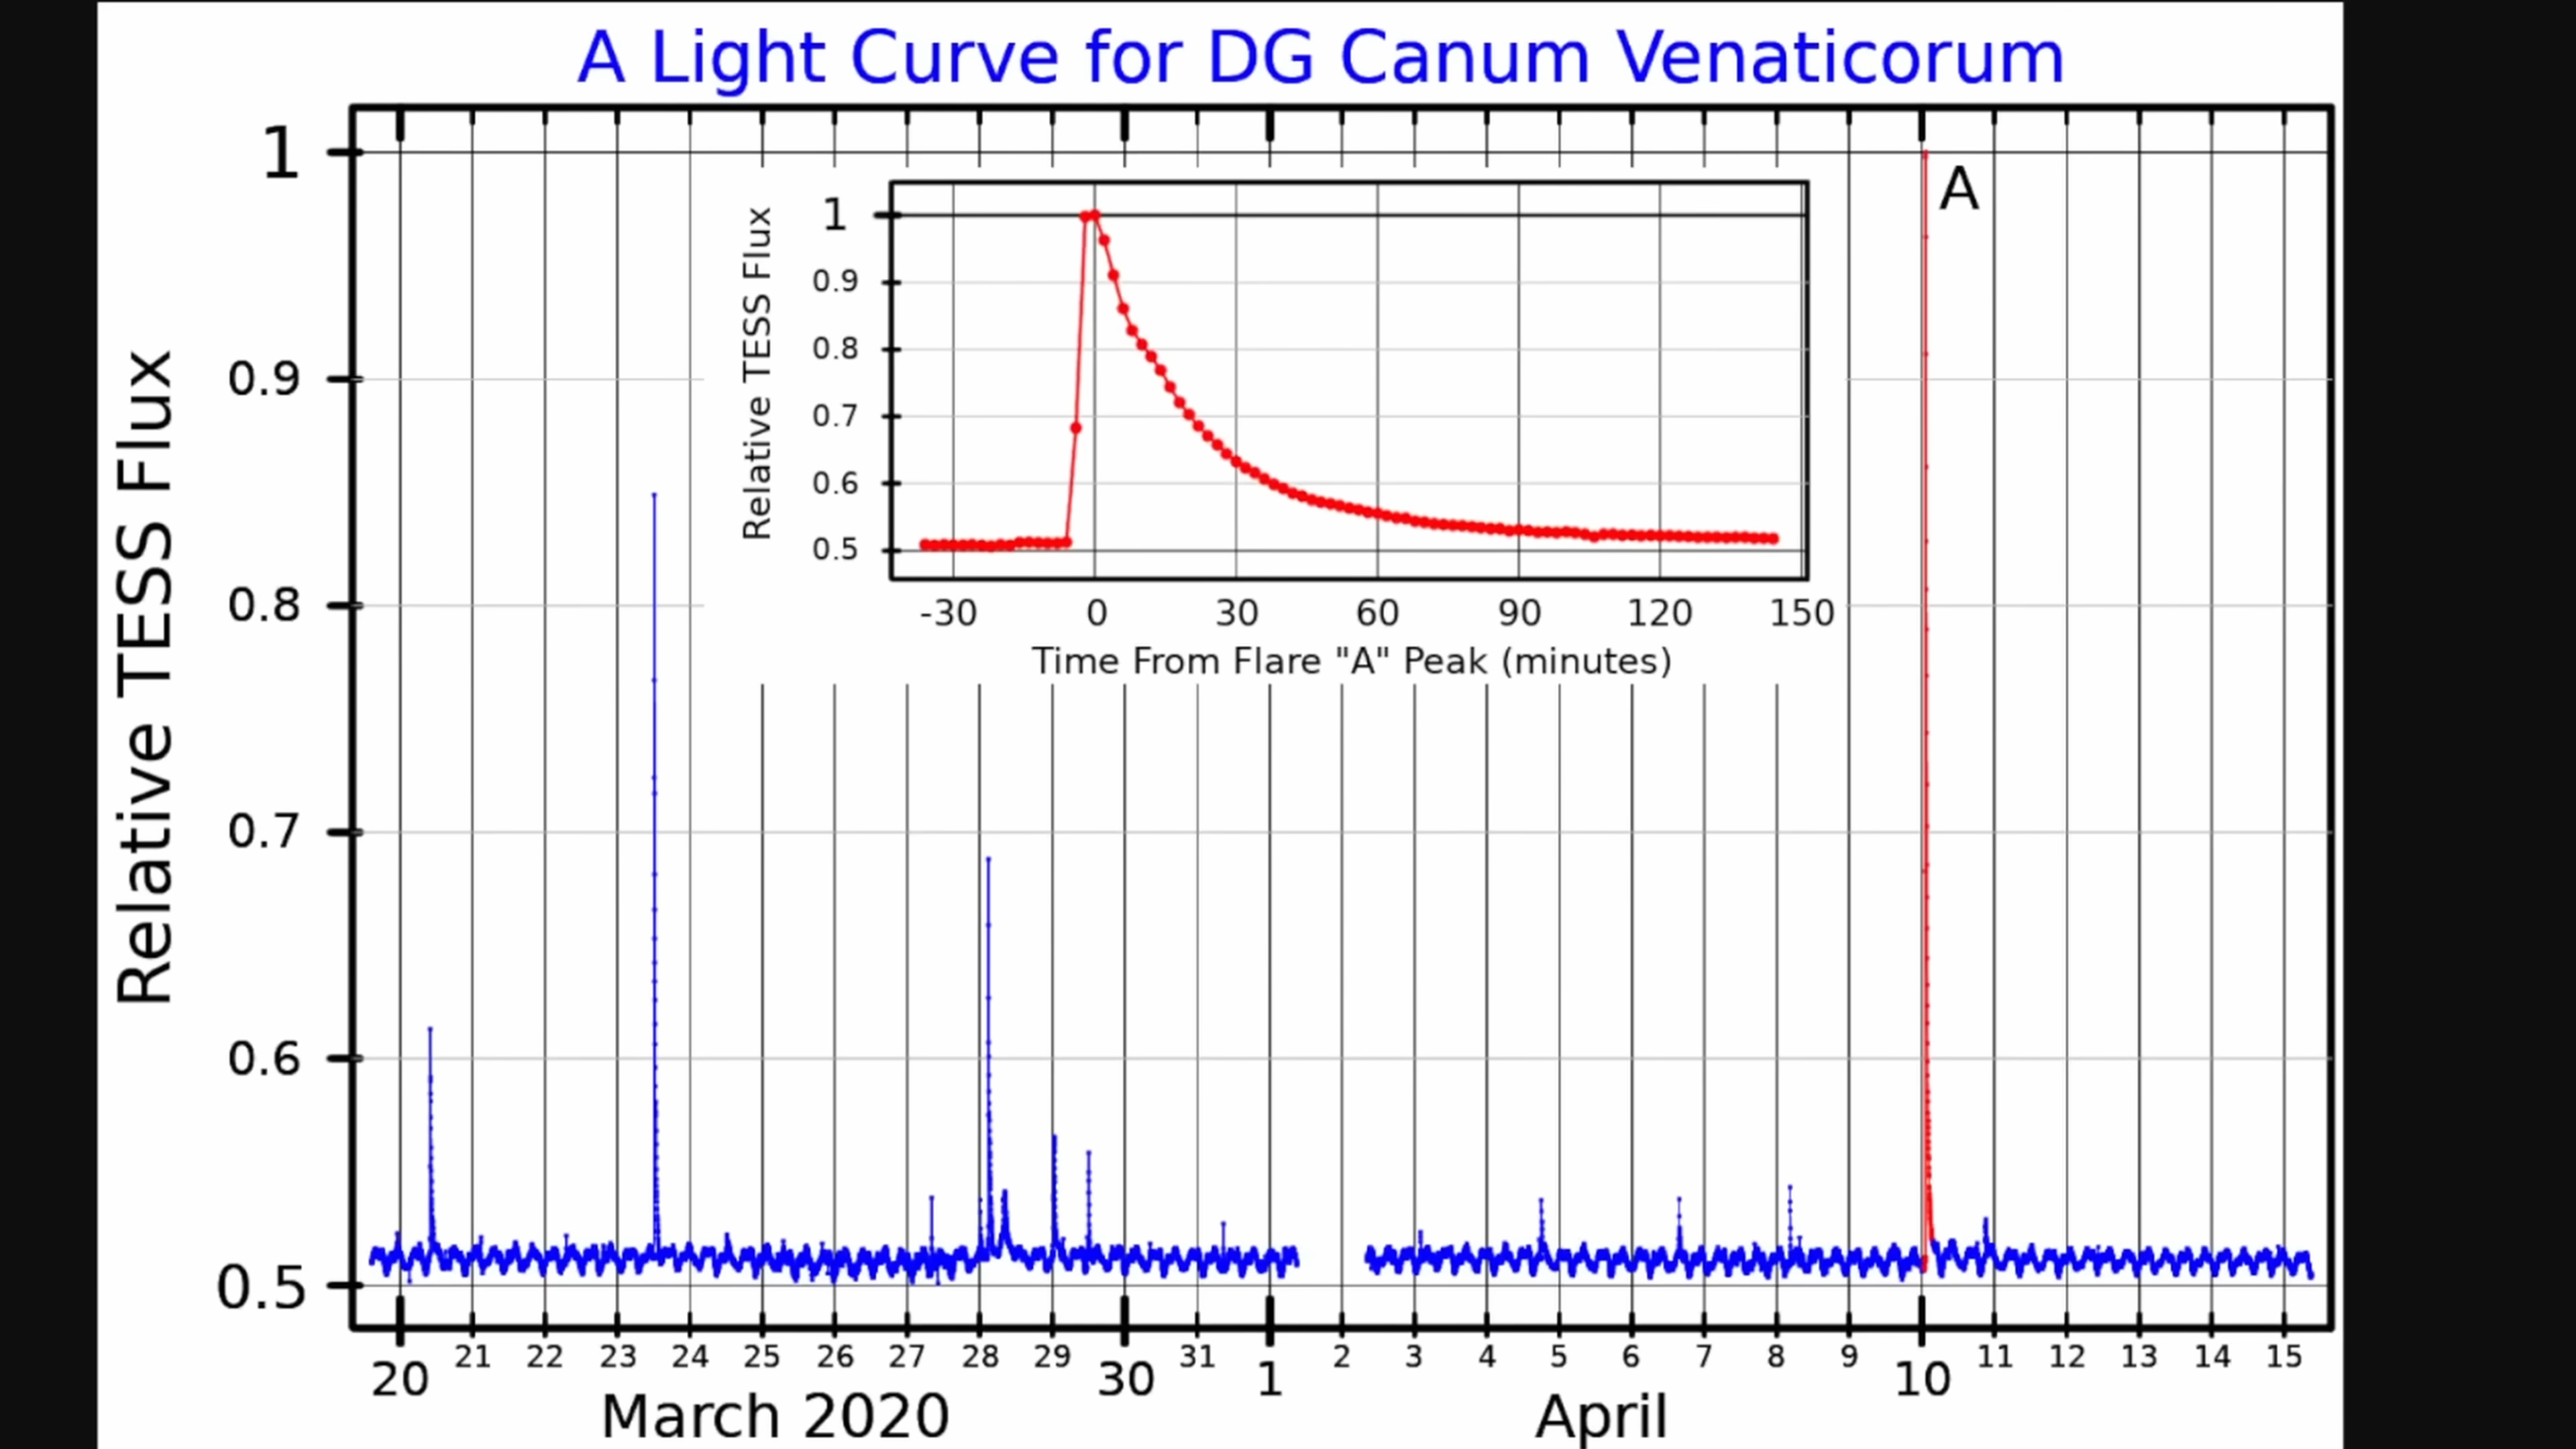 A Light Curve for DG Canum Venaticorum
Relative TESS Flux
1
0.9
0.8
0.7
0.6
0.5
A
Relative TESS Flux
1
0.9
0.8
0.7
0.6
0.5
-30 0 30 60 90 120 150
Time From Flare "A" Peak (minutes)
20 21 22 23 24 25 26 27 28 29 30 31 1 2 3 4 5 6 7 8 9 10 11 12 13 14 15
March 2020 April